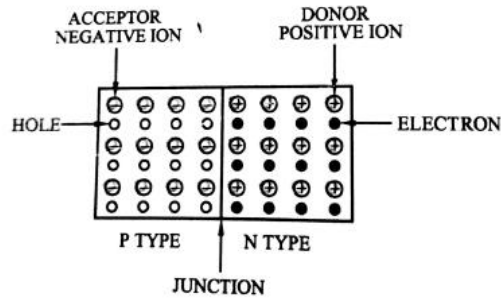 ACCEPTOR
NEGATIVE ION
DONOR
POSITIVE ION
HOLE
ELECTRON
P TYPE
N TYPE
JUNCTION